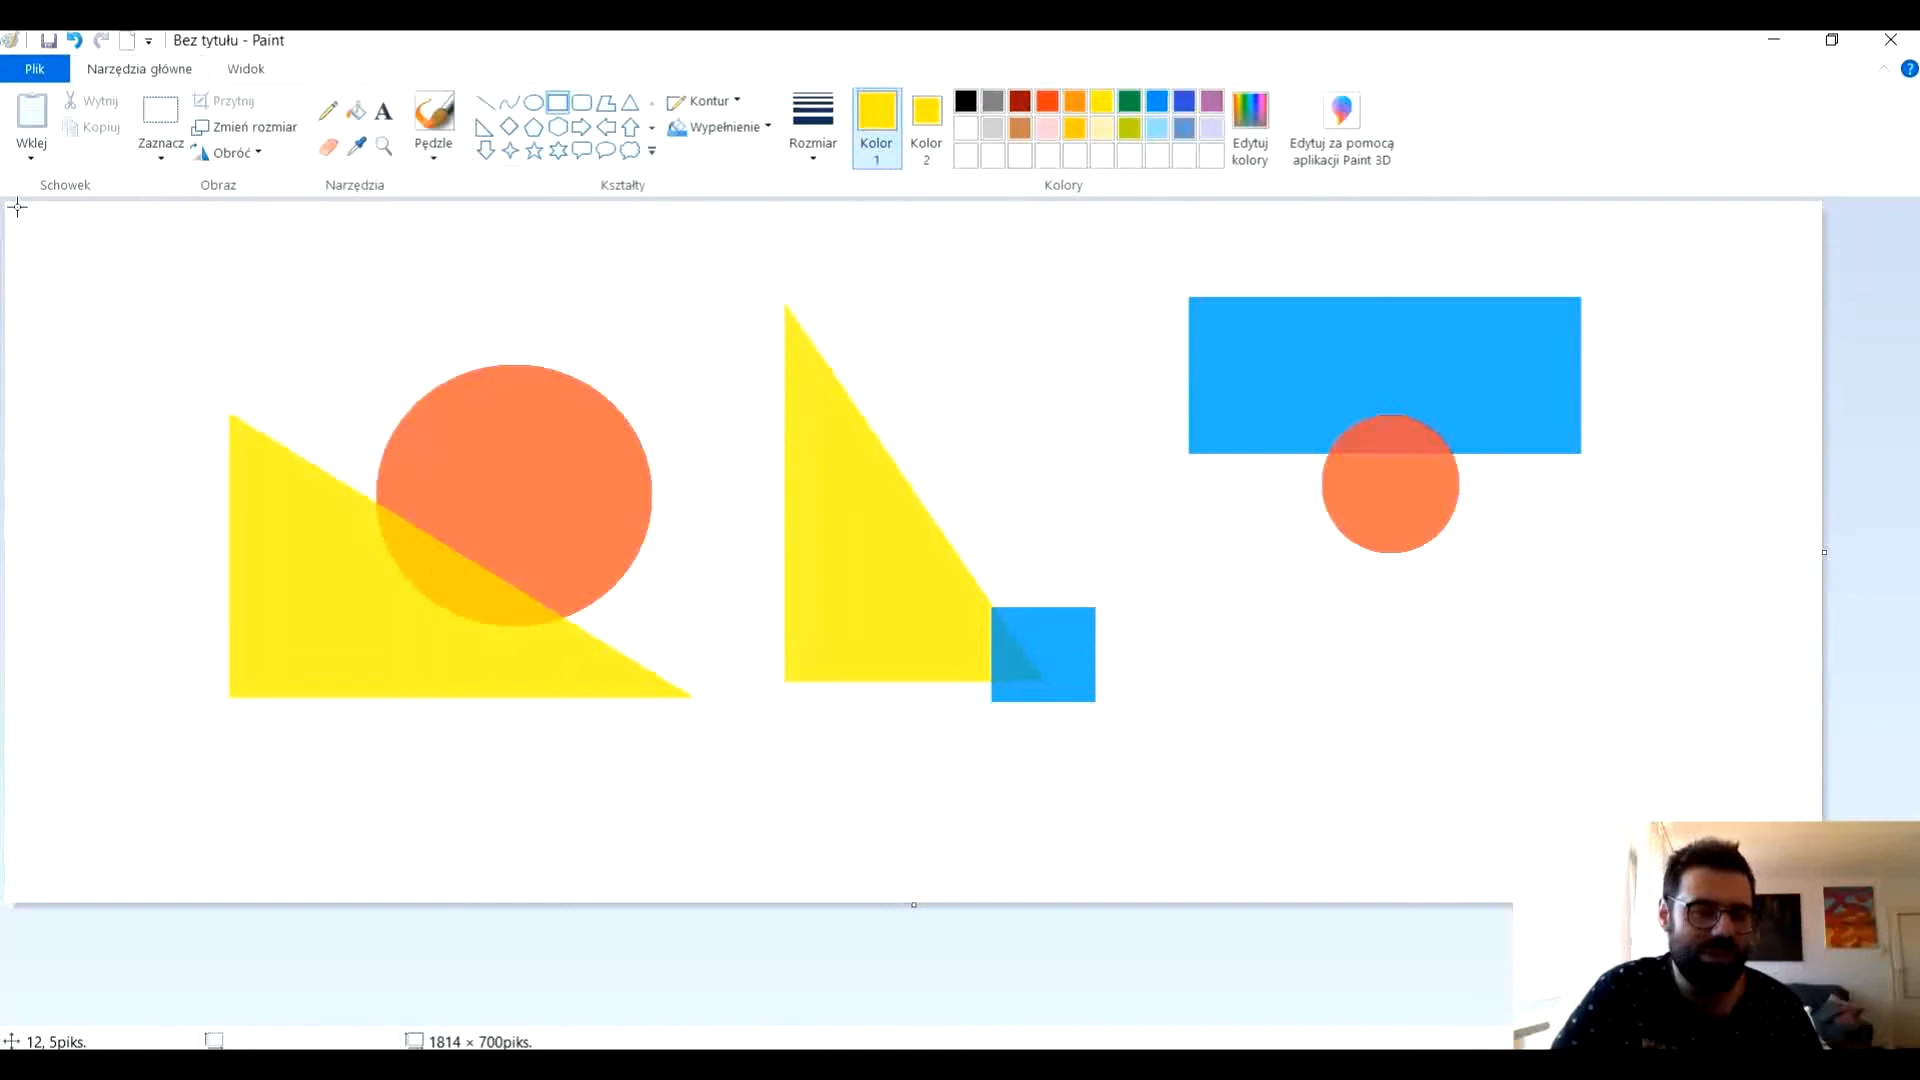 Bez tytułu - Paint
Plik Narzędzia główne Widok
Wklej
Wytnij
Kopiuj
Schowek
Zaznacz
Przytnij
Zmień rozmiar
Obróć
Obraz
A
Narzędzia
Pędzle
Kontur
Wypełnienie
Kształty
Rozmiar
Kolor
1
Kolor
2
Edytuj
kolory
Edytuj za pomocą
aplikacji Paint 3D
Kolory
?
12, 5piks.
1814 × 700piks.